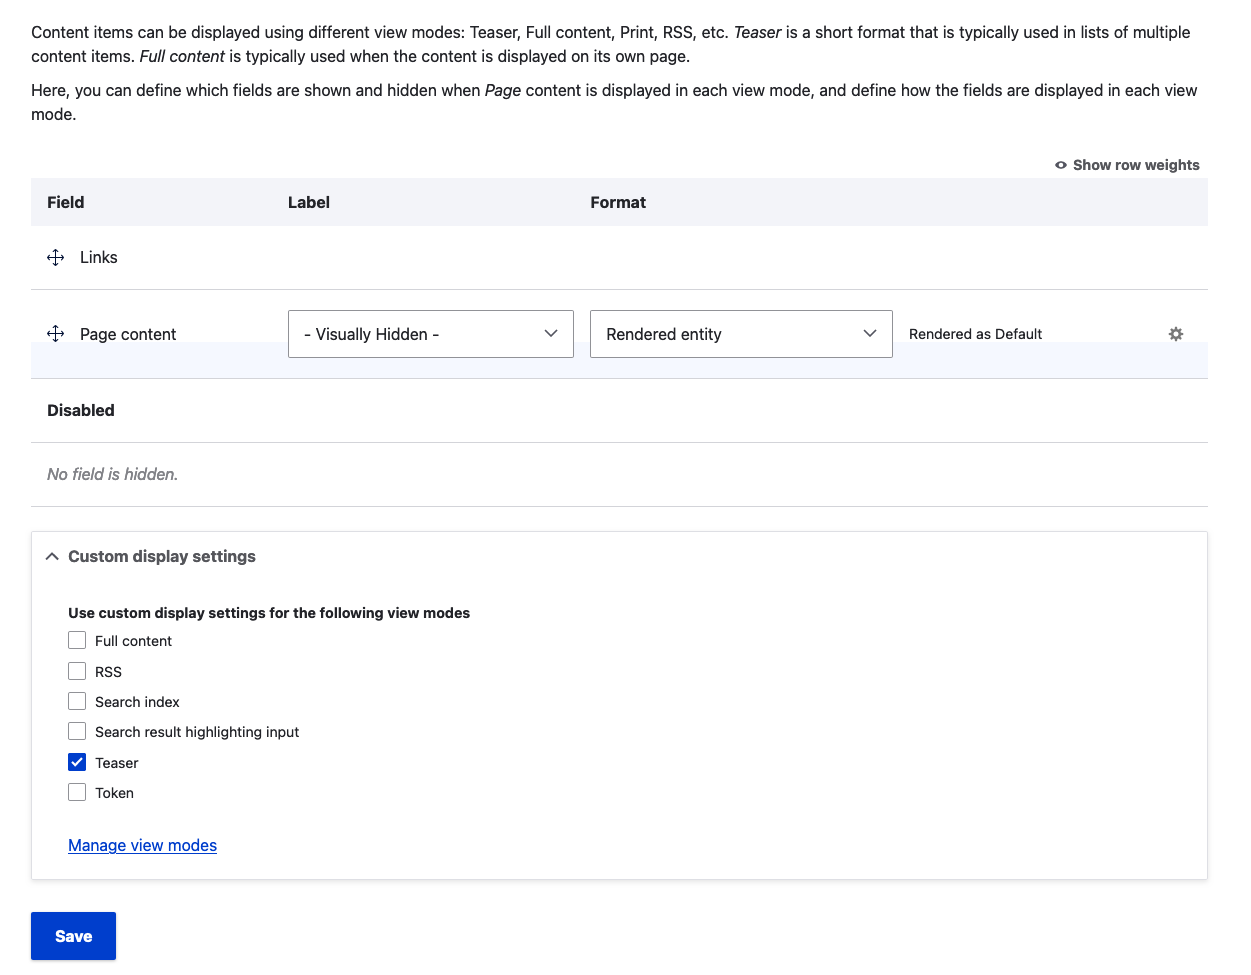 Content items can be displayed using different view modes: Teaser, Full content, Print, RSS, etc. Teaser is a short format that is typically used in lists of multiple
content items. Full content is typically used when the content is displayed on its own page.
Here, you can define which fields are shown and hidden when Page content is displayed in each view mode, and define how the fields are displayed in each view
mode.
Show row weights
Field Label Format
Links
Page content - Visually Hidden - Rendered entity Rendered as Default
Disabled
No field is hidden.
Custom display settings
Use custom display settings for the following view modes
Full content
RSS
Search index
Search result highlighting input
Teaser
Token
Manage view modes
Save